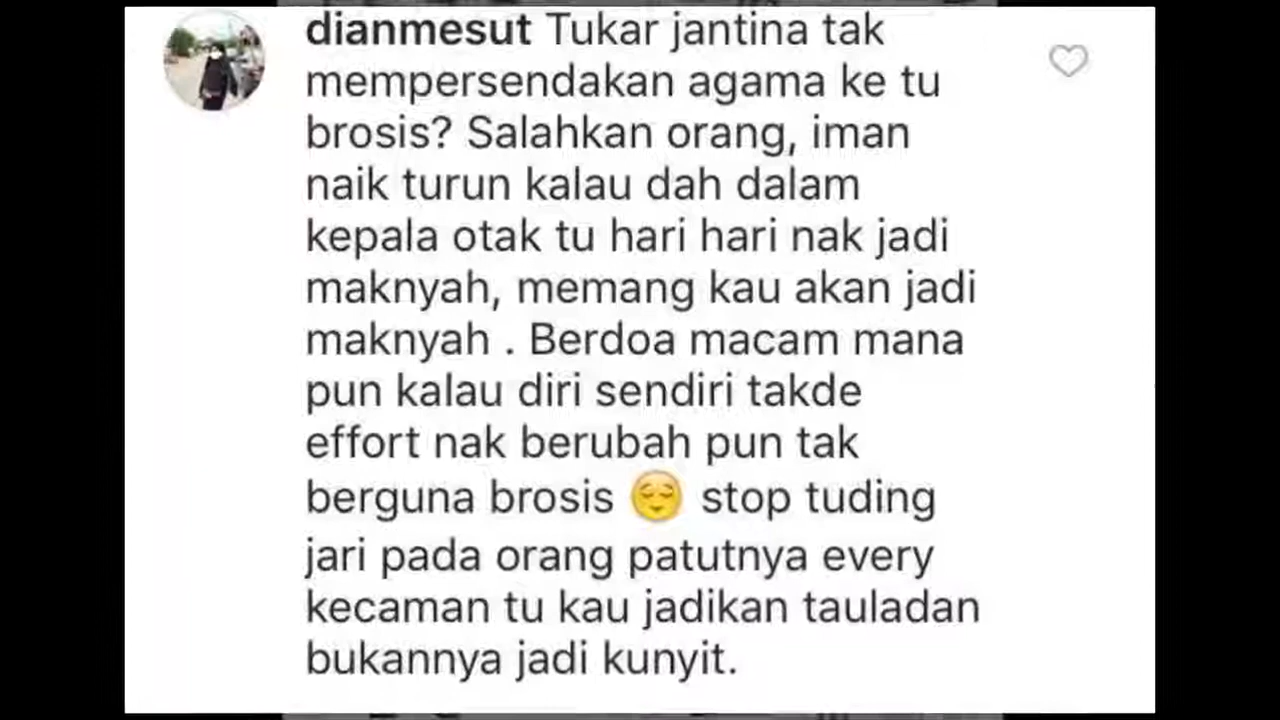 dianmesut Tukar jantina tak
mempersendakan agama ke tu
brosis? Salahkan orang, iman
naik turun kalau dah dalam
kepala otak tu hari hari nak jadi
maknyah, memang kau akan jadi
maknyah . Berdoa macam mana
pun kalau diri sendiri takde
effort nak berubah pun tak
berguna brosis 😌 stop tuding
jari pada orang patutnya every
kecaman tu kau jadikan tauladan
bukannya jadi kunyit.